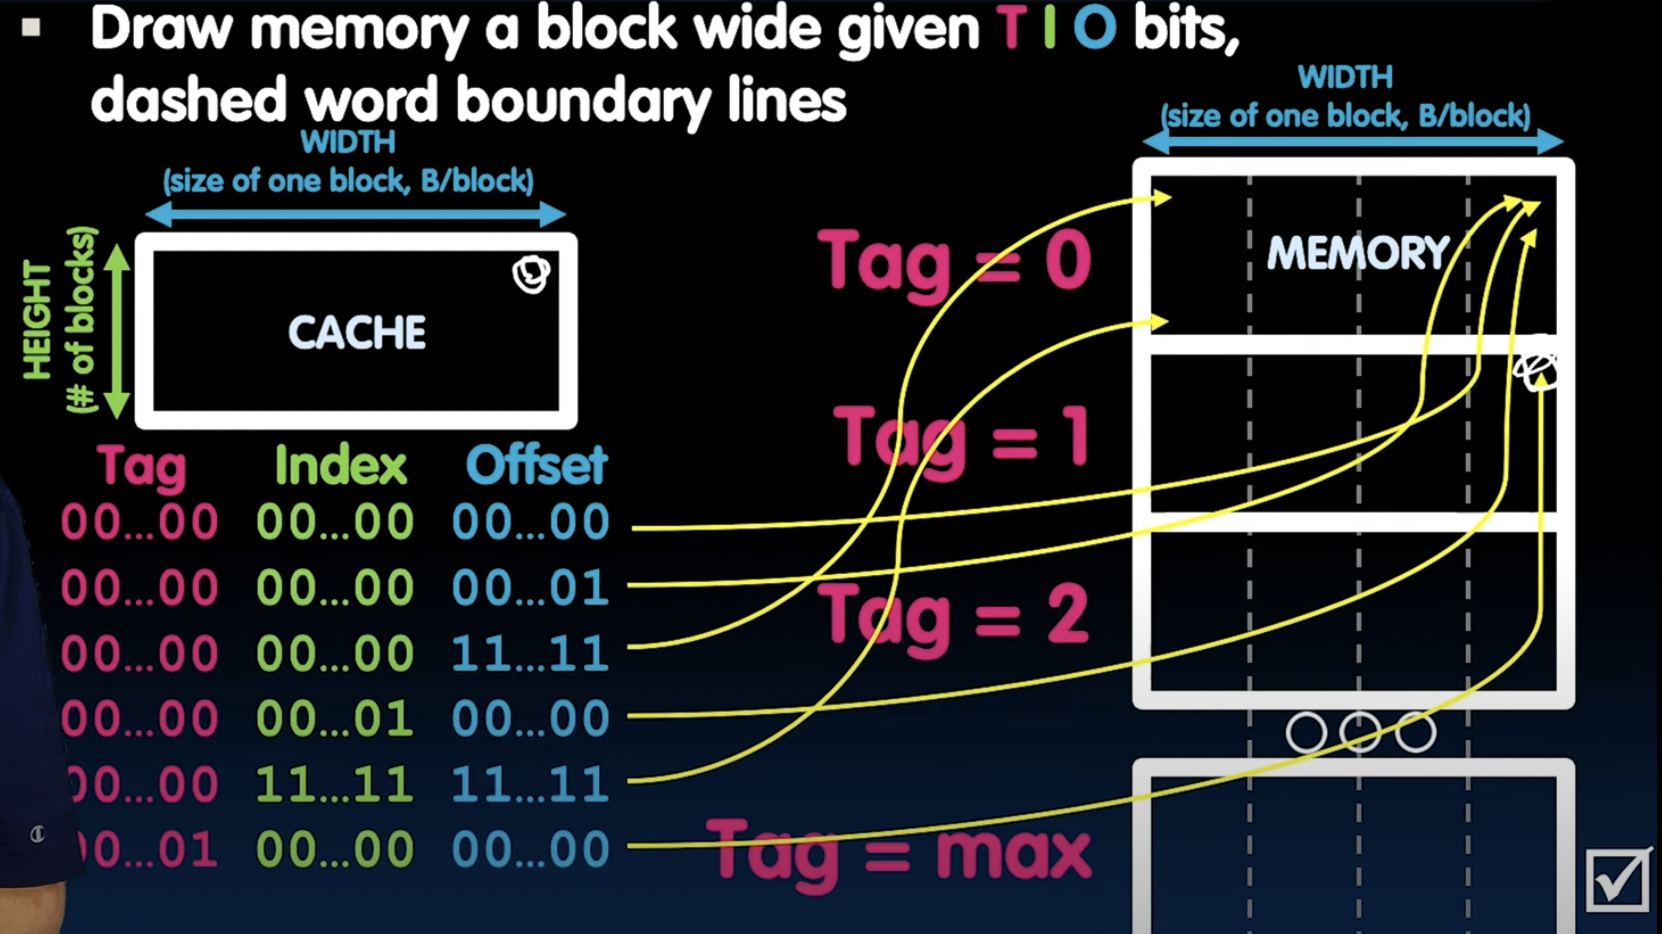 Draw memory a block wide given T I O bits,
dashed word boundary lines
WIDTH
(size of one block, B/block)
HEIGHT
(# of blocks)
CACHE
Tag Index Offset
00...00 00...00 00...00
00...00 00...00 00...01
00...00 00...00 11...11
00...00 00...01 00...00
00...00 11...11 11...11
00...01 00...00 00...00
WIDTH
(size of one block, B/block)
MEMORY
Tag = 0
Tag = 1
Tag = 2
Tag = max